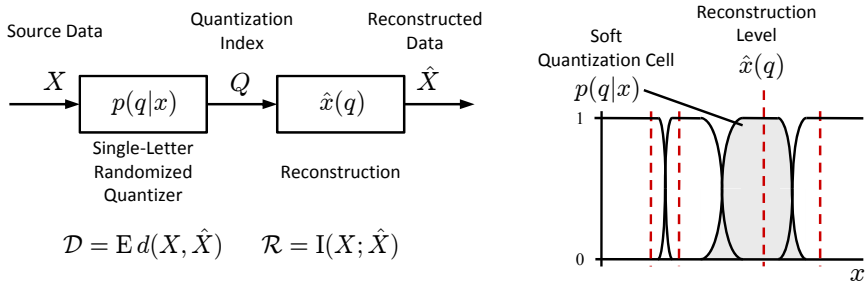 Source Data
Quantization
Index
Reconstructed
Data
X
p(q|x)
Q
x̂(q)
X̂
Single-Letter
Randomized
Quantizer
Reconstruction
𝒟 = E d(X, X̂)
ℛ = I(X; X̂)
Reconstruction
Level
x̂(q)
Soft
Quantization Cell
p(q|x)
1
0
x